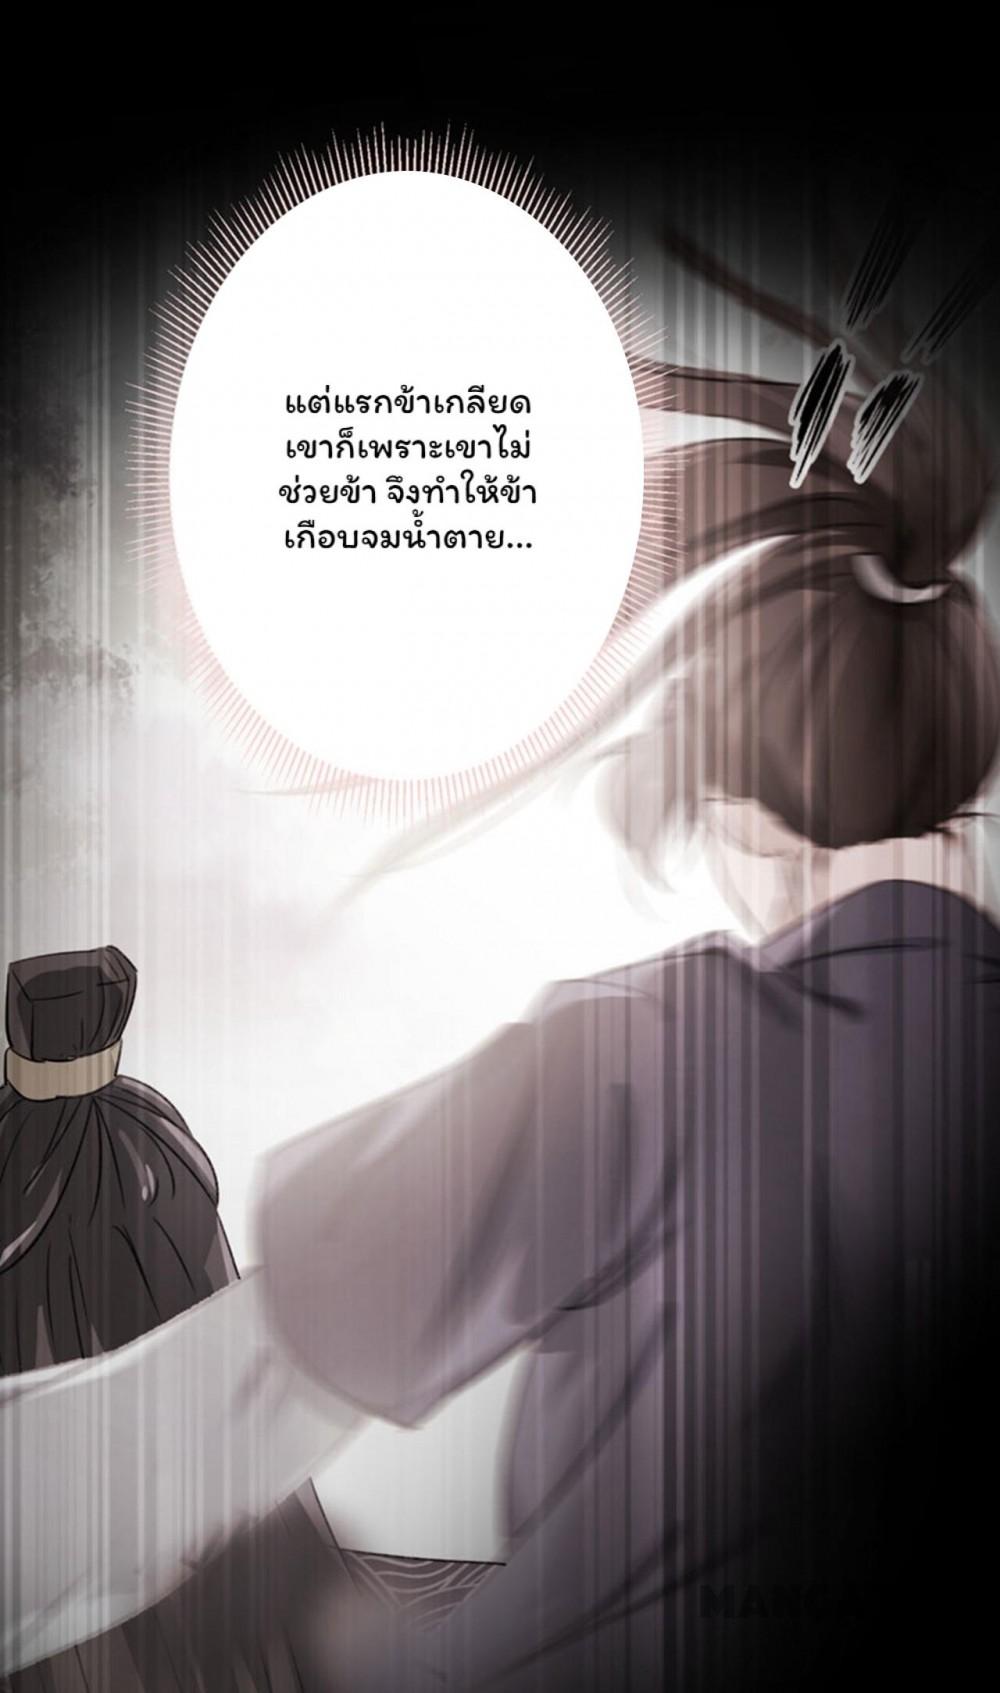 แต่แรกข้าเกลียด
เขาก็เพราะเขาไม่
ช่วยข้า จึงทำให้ข้า
เกือบจมน้ำตาย...